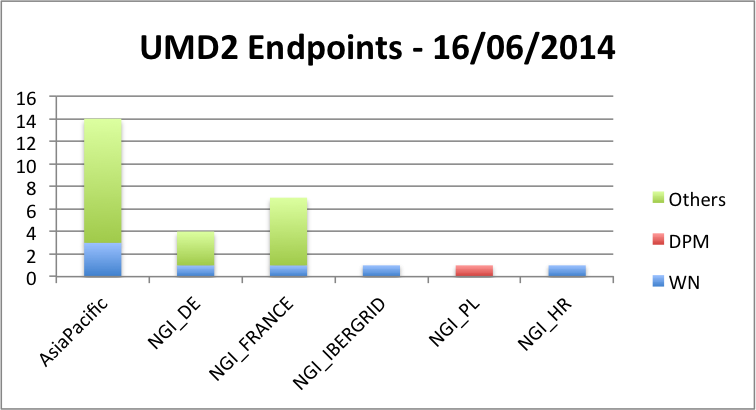 UMD2 Endpoints - 16/06/2014
16
14
12
10
8
6
4
2
0
AsiaPacific
NGI_DE
NGI_FRANCE
NGI_IBERGRID
NGI_PL
NGI_HR
Others
DPM
WN